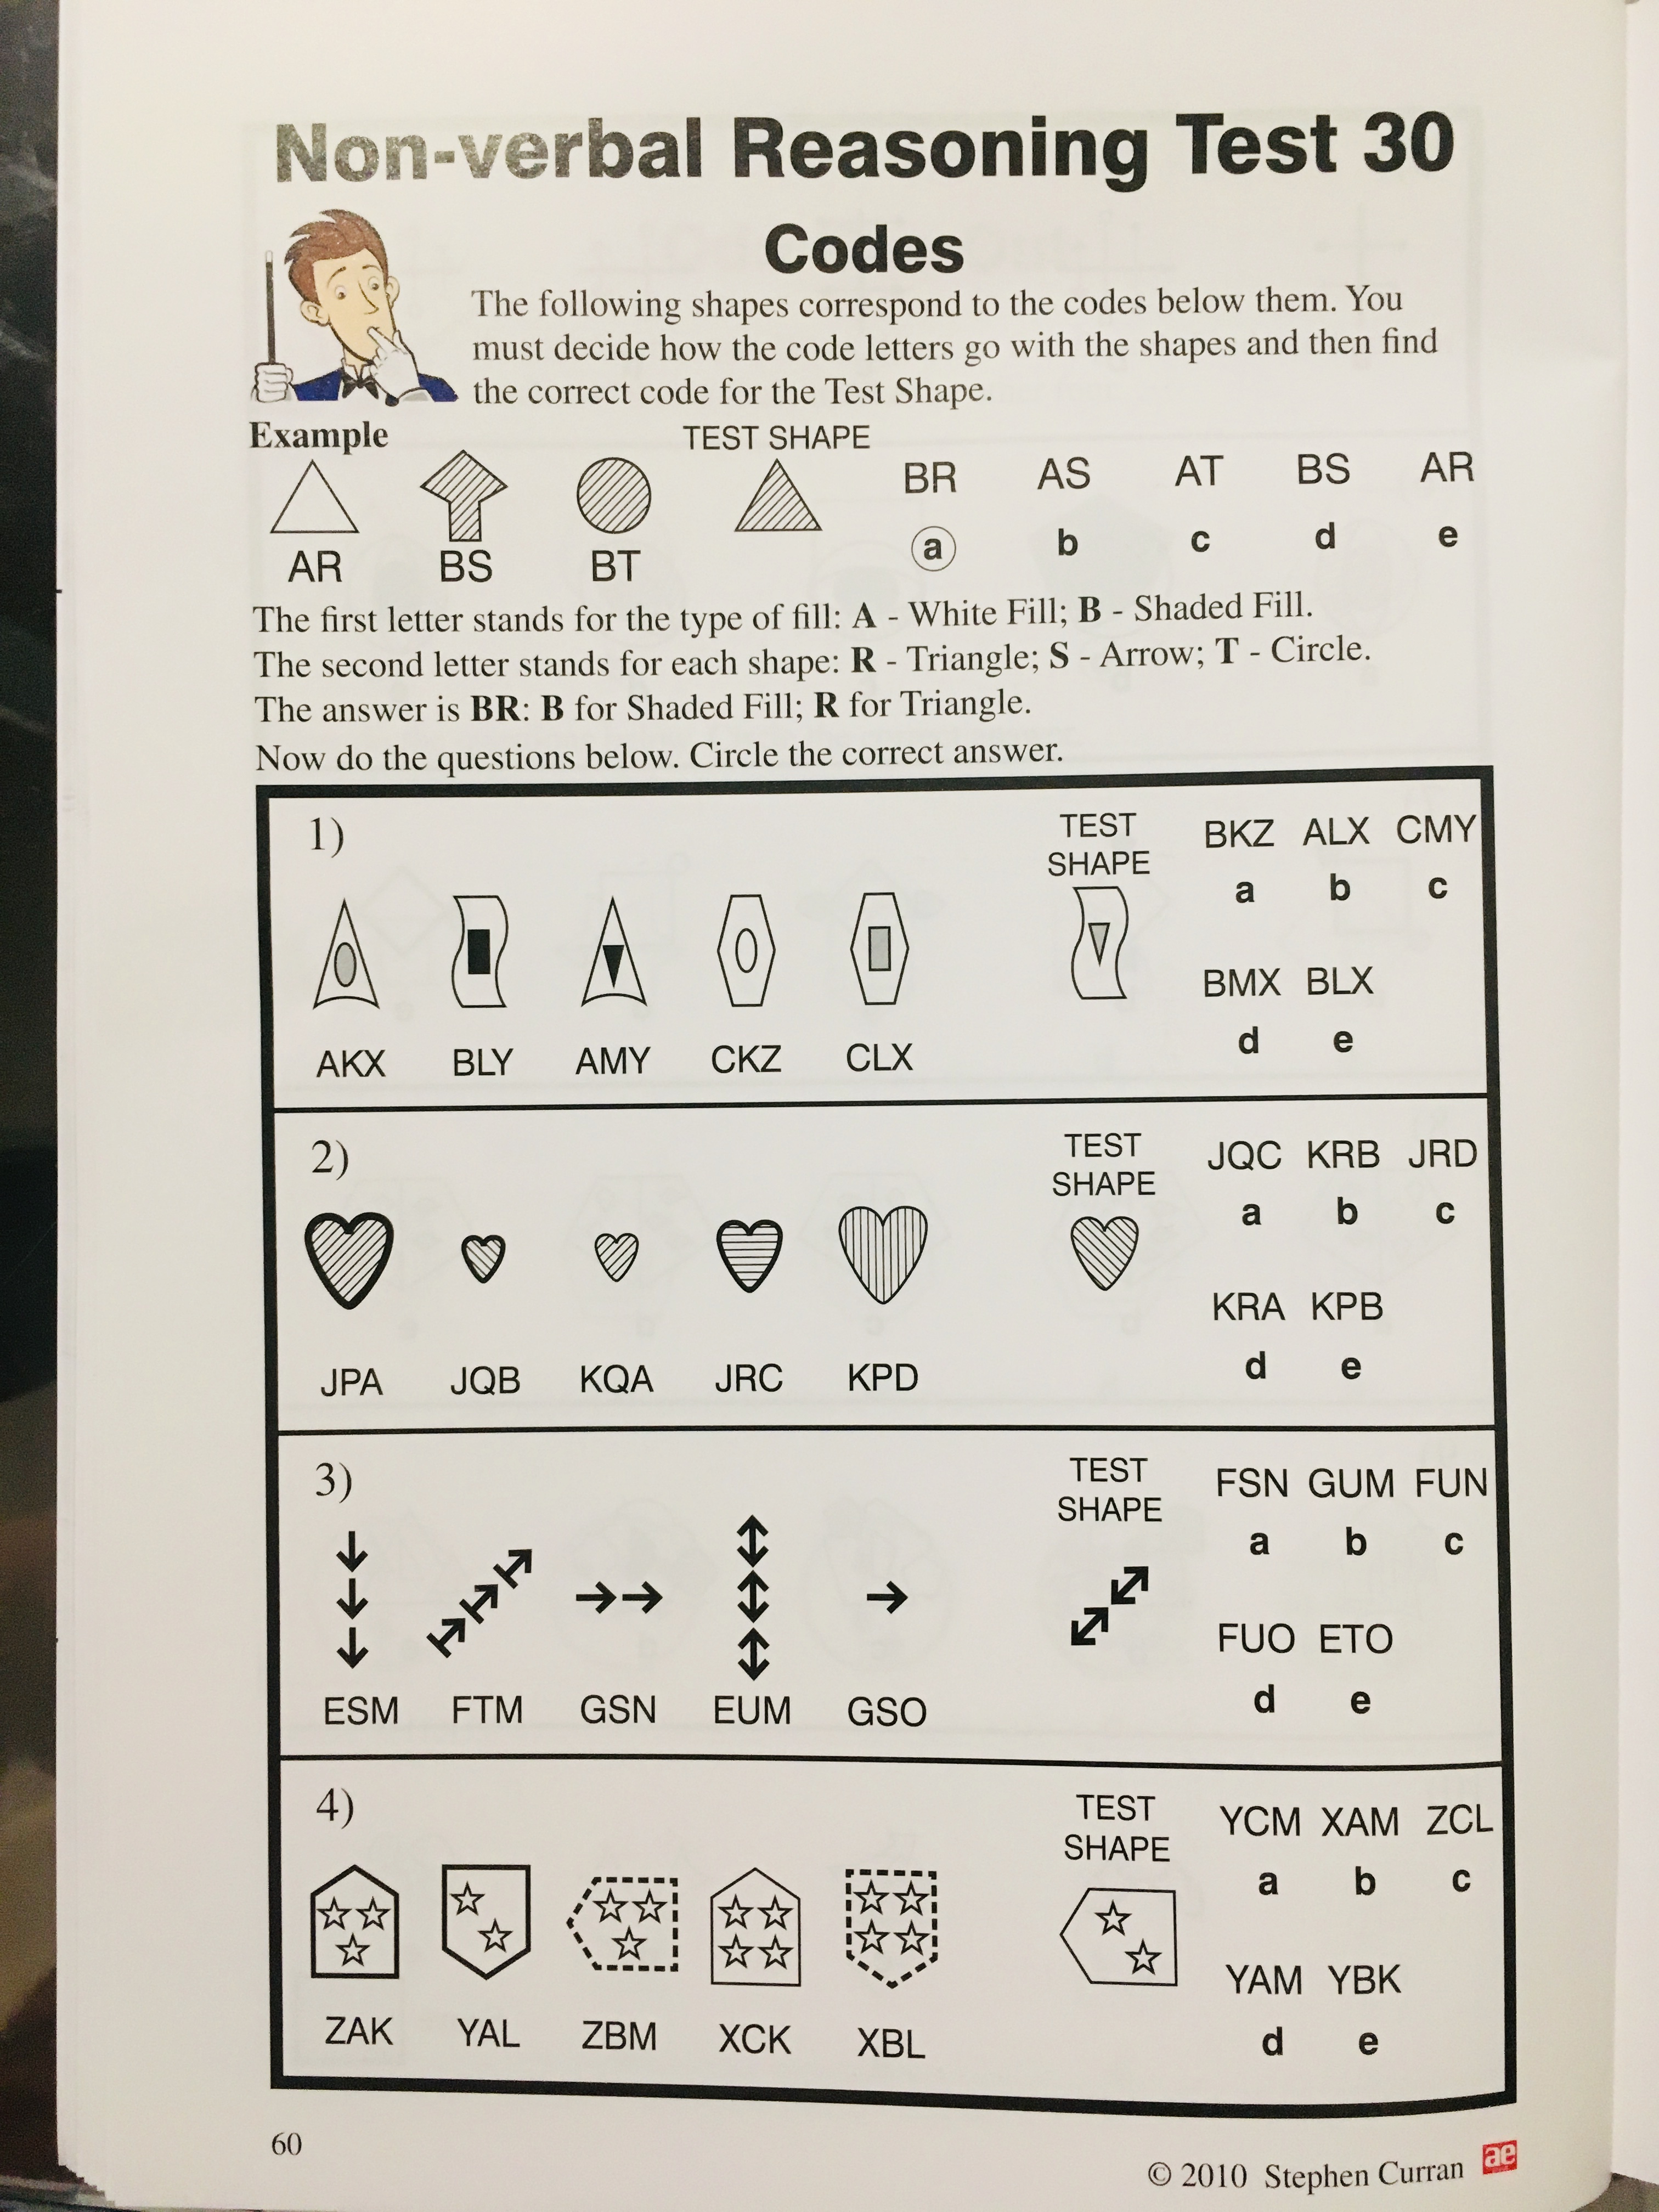 Non-verbal Reasoning Test 30
Codes
The following shapes correspond to the codes below them. You
must decide how the code letters go with the shapes and then find
the correct code for the Test Shape.
Example
TEST SHAPE
BR AS AT BS AR
a b c d e
AR BS BT
The first letter stands for the type of fill: A - White Fill; B - Shaded Fill.
The second letter stands for each shape: R - Triangle; S - Arrow; T - Circle.
The answer is BR: B for Shaded Fill; R for Triangle.
Now do the questions below. Circle the correct answer.
1)
TEST
SHAPE
BKZ ALX CMY
a b c
BMX BLX
d e
AKX BLY AMY CKZ CLX
2)
TEST
SHAPE
JQC KRB JRD
a b c
KRA KPB
d e
JPA JQB KQA JRC KPD
3)
TEST
SHAPE
FSN GUM FUN
a b c
FUO ETO
d e
ESM FTM GSN EUM GSO
4)
TEST
SHAPE
YCM XAM ZCL
a b c
YAM YBK
d e
ZAK YAL ZBM XCK XBL
60
© 2010 Stephen Curran
ae